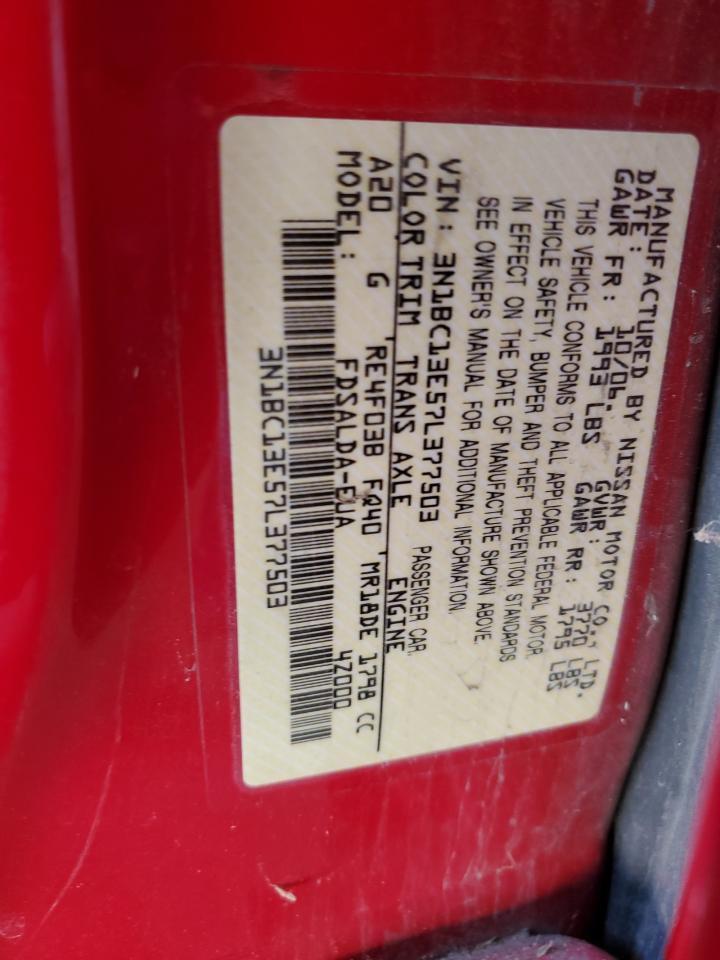 MANUFACTURED BY NISSAN MOTOR CO., LTD.
DATE: 10/06. GVWR: 3770 LBS.
GAWR FR: 1993 LBS GAWR RR: 1795 LBS
THIS VEHICLE CONFORMS TO ALL APPLICABLE FEDERAL MOTOR
VEHICLE SAFETY, BUMPER AND THEFT PREVENTION STANDARDS
IN EFFECT ON THE DATE OF MANUFACTURE SHOWN ABOVE.
SEE OWNER'S MANUAL FOR ADDITIONAL INFORMATION.
VIN: 3N1BC13E57L377503 PASSENGER CAR.
COLOR TRIM TRANS AXLE ENGINE
A20 G RE4F03B FQ40 MR18DE 1798 CC
MODEL: FDSALDA-EUA 4Z000
3N1BC13E57L377503